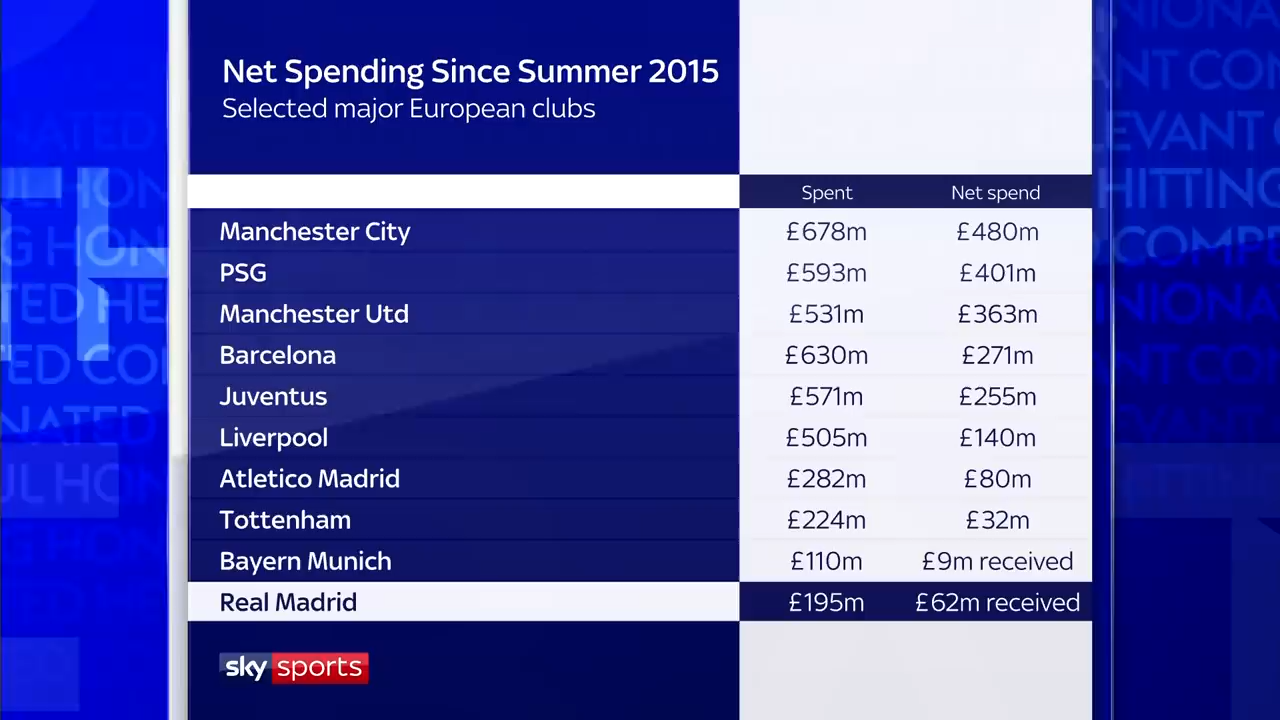 Net Spending Since Summer 2015
Selected major European clubs
Spent Net spend
Manchester City £678m £480m
PSG £593m £401m
Manchester Utd £531m £363m
Barcelona £630m £271m
Juventus £571m £255m
Liverpool £505m £140m
Atletico Madrid £282m £80m
Tottenham £224m £32m
Bayern Munich £110m £9m received
Real Madrid £195m £62m received
sky sports